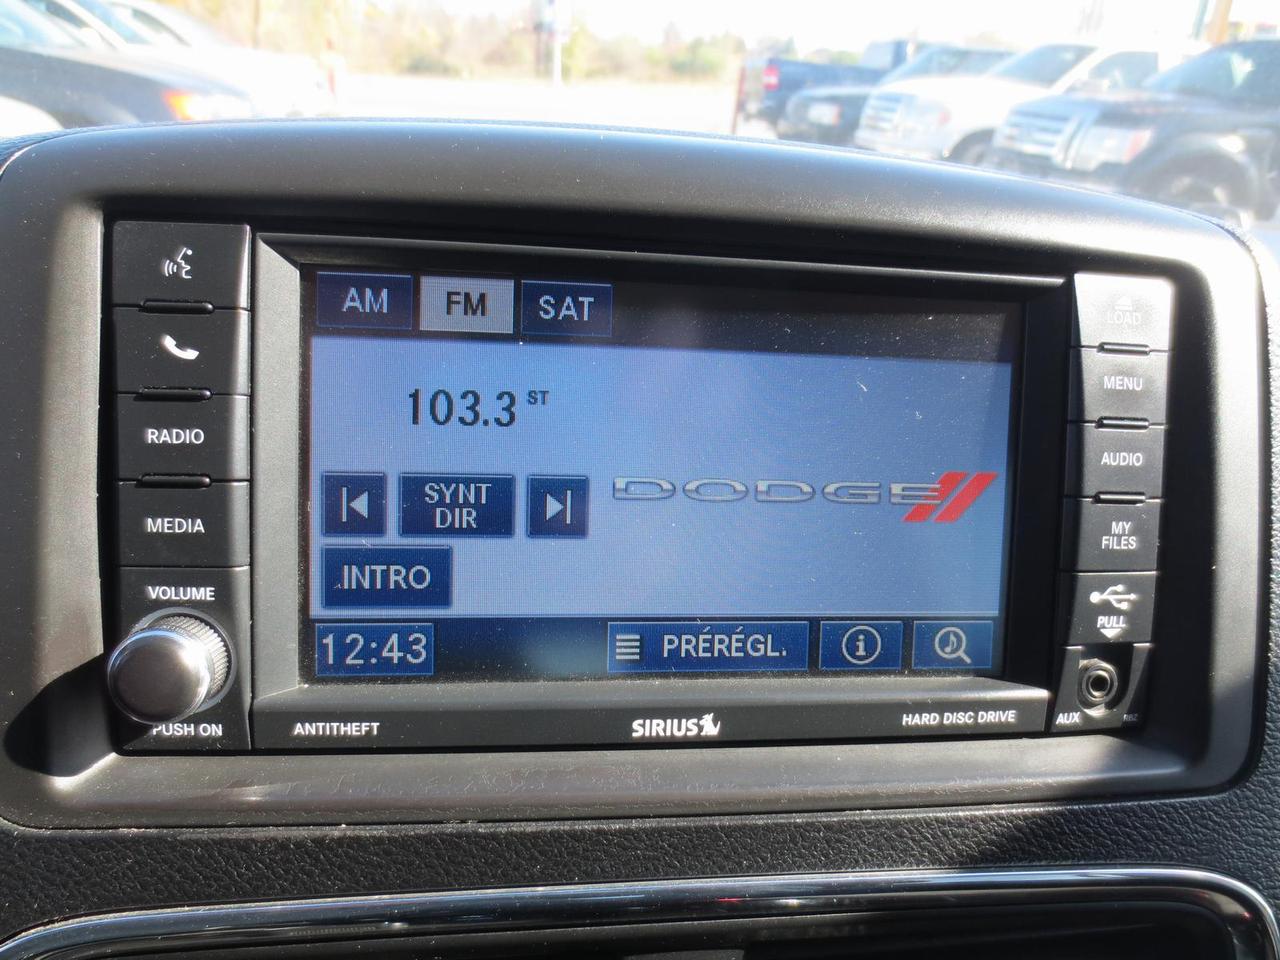 AM FM SAT
103.3 ST
SYNT
DIR
DODGE
INTRO
12:43
PRÉRÉGL.
i
RADIO
MEDIA
VOLUME
PUSH ON
LOAD
MENU
AUDIO
MY
FILES
PULL
AUX
RBZ
ANTITHEFT
SIRIUS
HARD DISC DRIVE